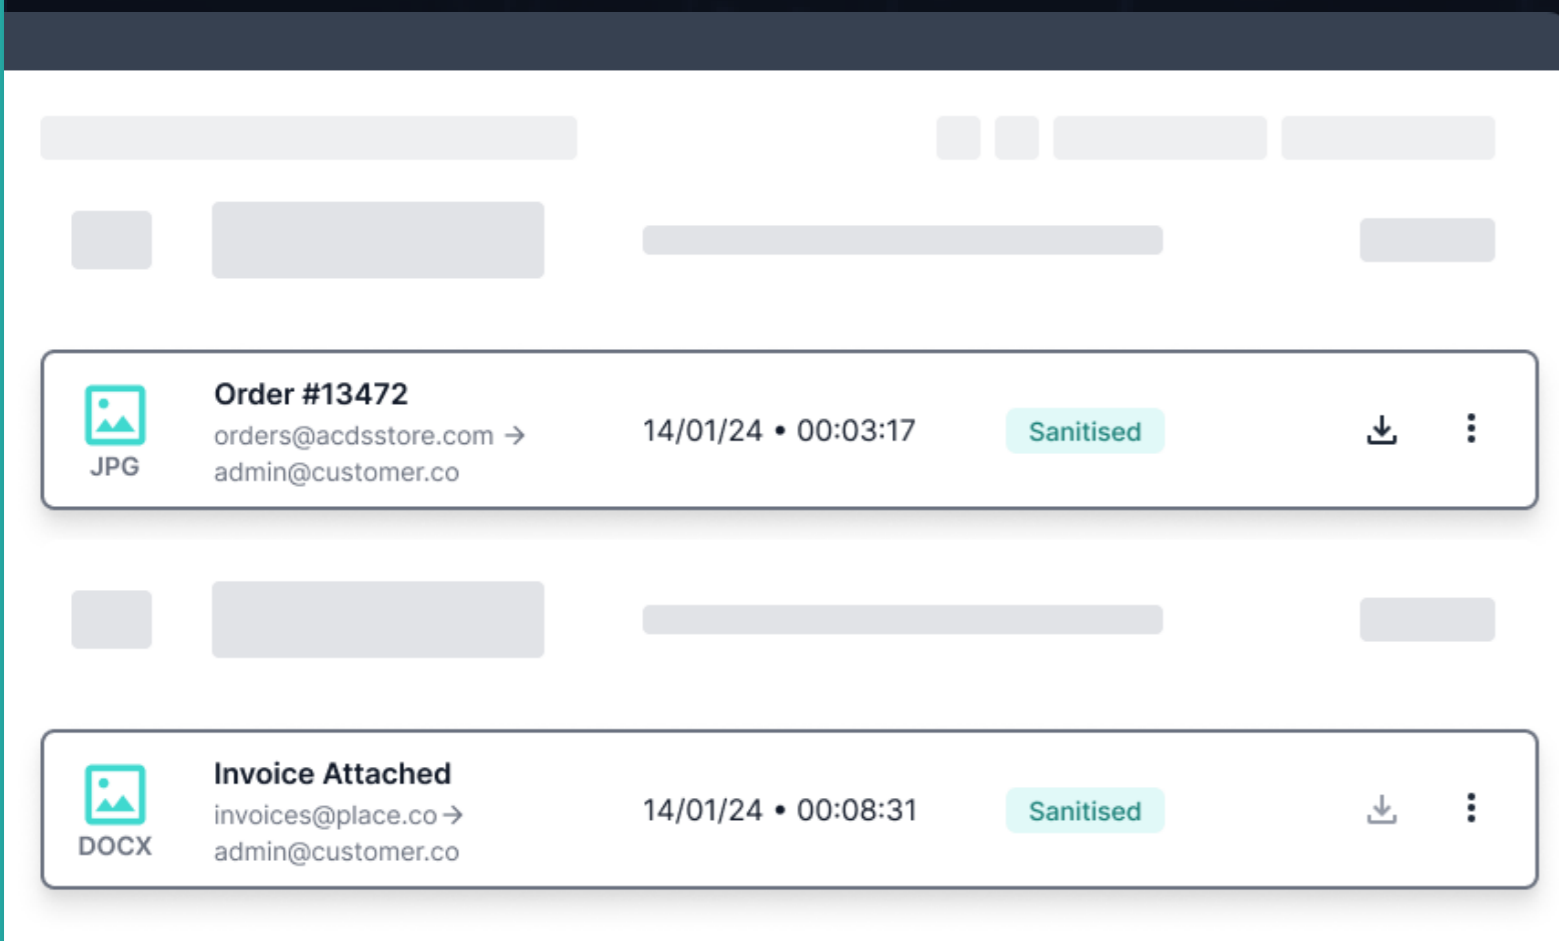 Order #13472
orders@acdsstore.com →
admin@customer.co
JPG
14/01/24 • 00:03:17
Sanitised
Invoice Attached
invoices@place.co →
admin@customer.co
DOCX
14/01/24 • 00:08:31
Sanitised